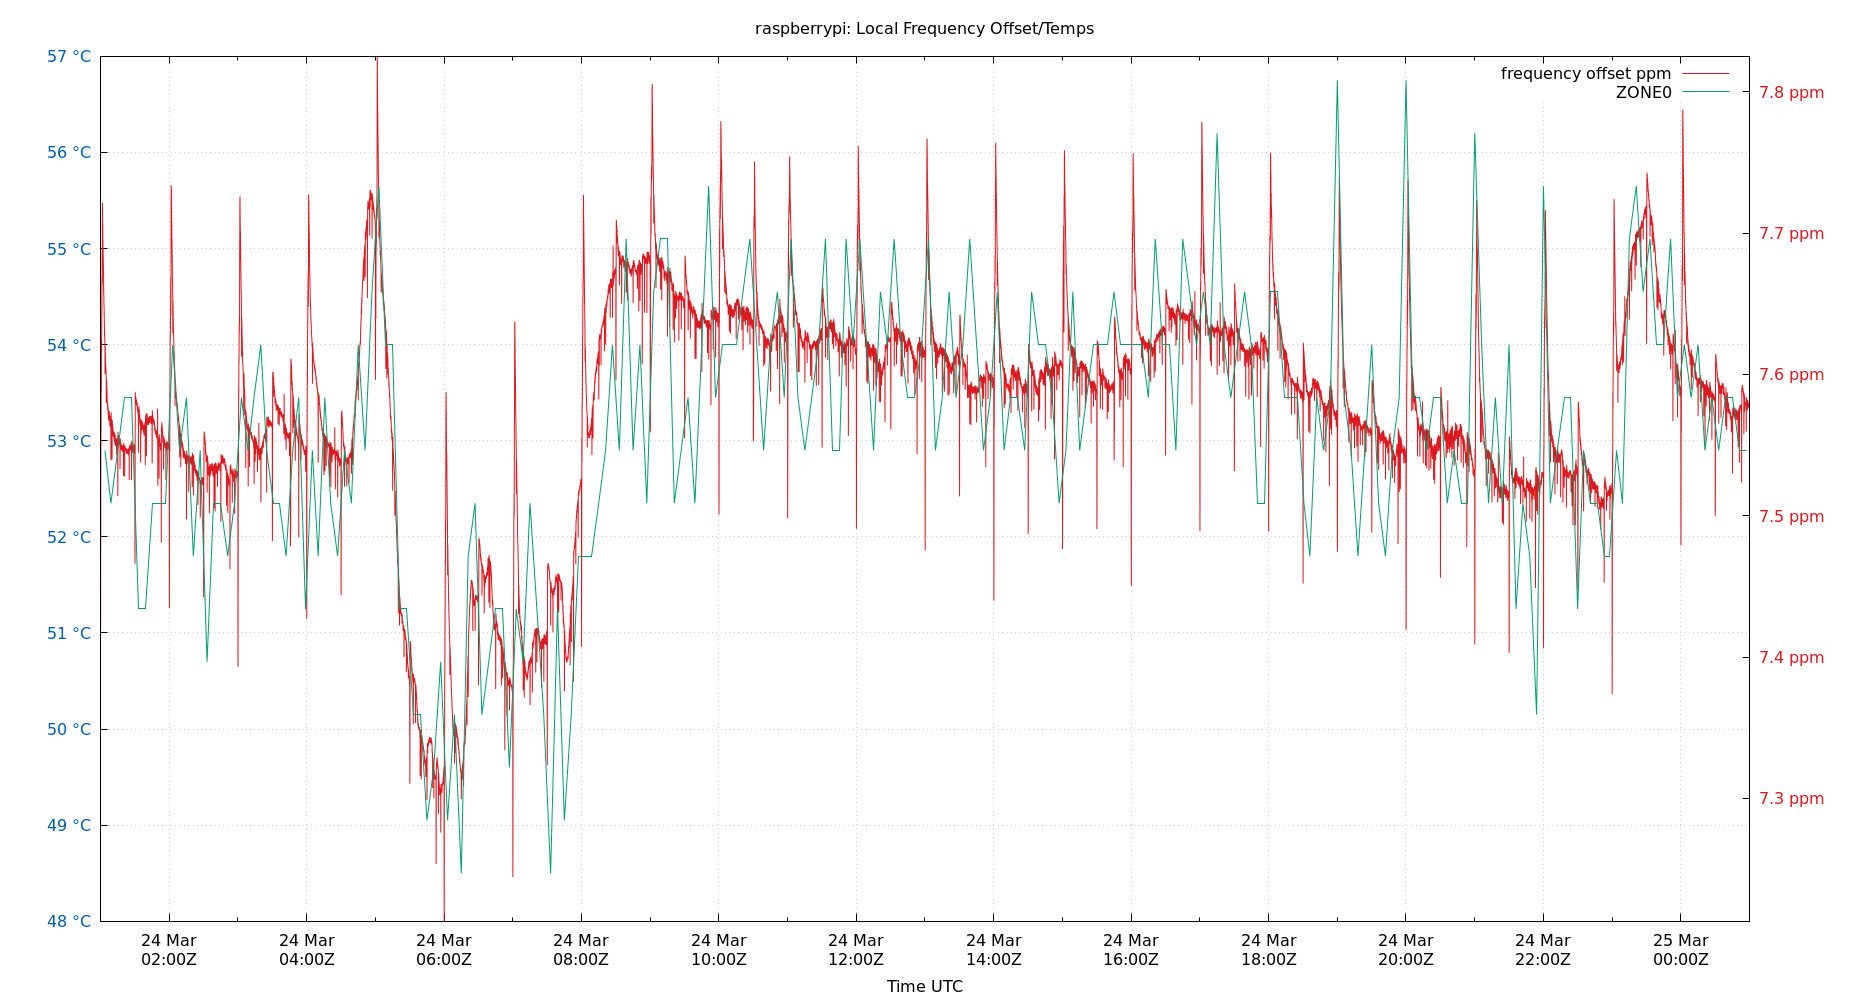 raspberrypi: Local Frequency Offset/Temps
57 °C
56 °C
55 °C
54 °C
53 °C
52 °C
51 °C
50 °C
49 °C
48 °C
frequency offset ppm
ZONE0
7.8 ppm
7.7 ppm
7.6 ppm
7.5 ppm
7.4 ppm
7.3 ppm
24 Mar
02:00Z
24 Mar
04:00Z
24 Mar
06:00Z
24 Mar
08:00Z
24 Mar
10:00Z
24 Mar
12:00Z
24 Mar
14:00Z
24 Mar
16:00Z
24 Mar
18:00Z
24 Mar
20:00Z
24 Mar
22:00Z
25 Mar
00:00Z
Time UTC